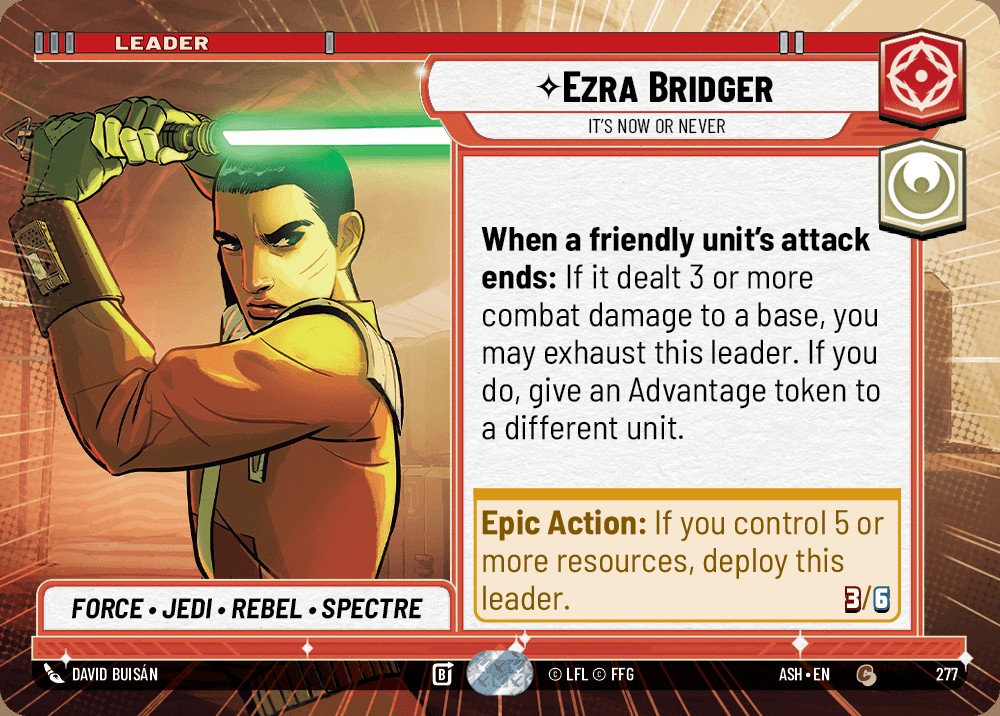 LEADER
✧EZRA BRIDGER
IT'S NOW OR NEVER
When a friendly unit's attack
ends: If it dealt 3 or more
combat damage to a base, you
may exhaust this leader. If you
do, give an Advantage token to
a different unit.
Epic Action: If you control 5 or
more resources, deploy this
leader.
3/6
FORCE • JEDI • REBEL • SPECTRE
DAVID BUISÁN
B
© LFL © FFG
ASH • EN
C
277